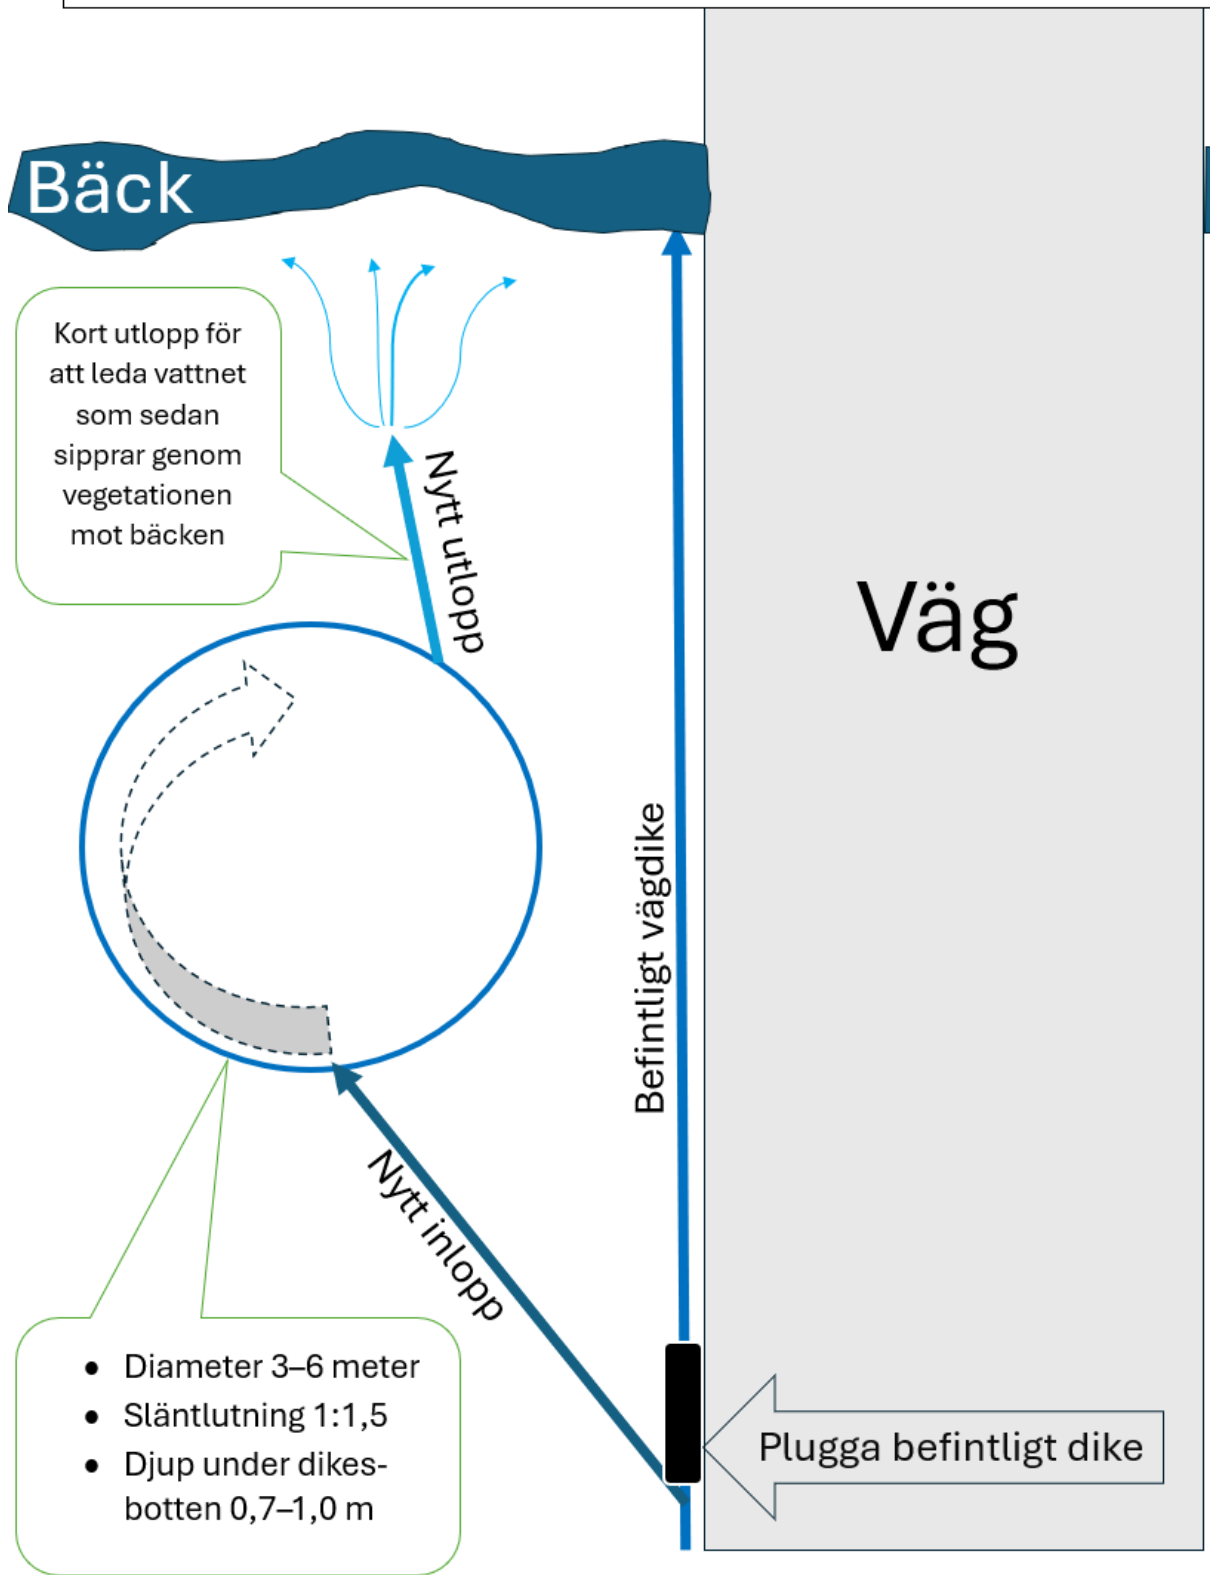 Bäck
Kort utlopp för
att leda vattnet
som sedan
sipprar genom
vegetationen
mot bäcken
Nytt utlopp
Väg
Befintligt vägdike
Nytt inlopp
• Diameter 3–6 meter
• Släntlutning 1:1,5
• Djup under dikes-
botten 0,7–1,0 m
Plugga befintligt dike